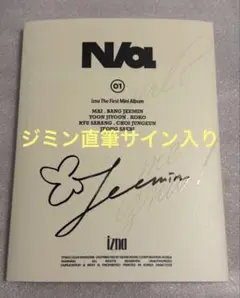 N/a
01
izna The First Mini Album
MAI . BANG JEEMIN
YOON JIYOON . KOKO
RYU SARANG . CHOI JUNGEUN
JEONG SAEBI
ジミン直筆サイン入り
Jeemin
izna